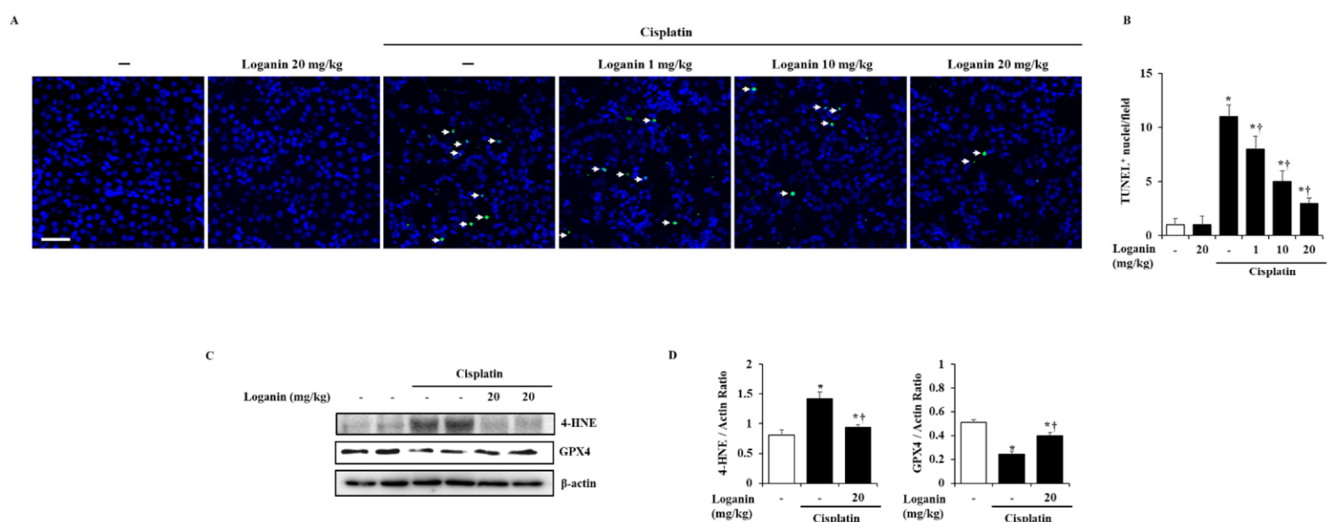 A
Cisplatin
– Loganin 20 mg/kg – Loganin 1 mg/kg Loganin 10 mg/kg Loganin 20 mg/kg
B
TUNEL⁺ nuclei/field
15
10
5
0
*
*†
*†
*†
Loganin (mg/kg)
- 20 - 1 10 20
Cisplatin
C
Cisplatin
Loganin (mg/kg) - - - - 20 20
4-HNE
GPX4
β-actin
D
4-HNE / Actin Ratio
2
1.5
1
0.5
0
*
*†
Loganin (mg/kg)
- - 20
Cisplatin
GPX4 / Actin Ratio
1
0.8
0.6
0.4
0.2
0
*
*†
Loganin (mg/kg)
- - 20
Cisplatin